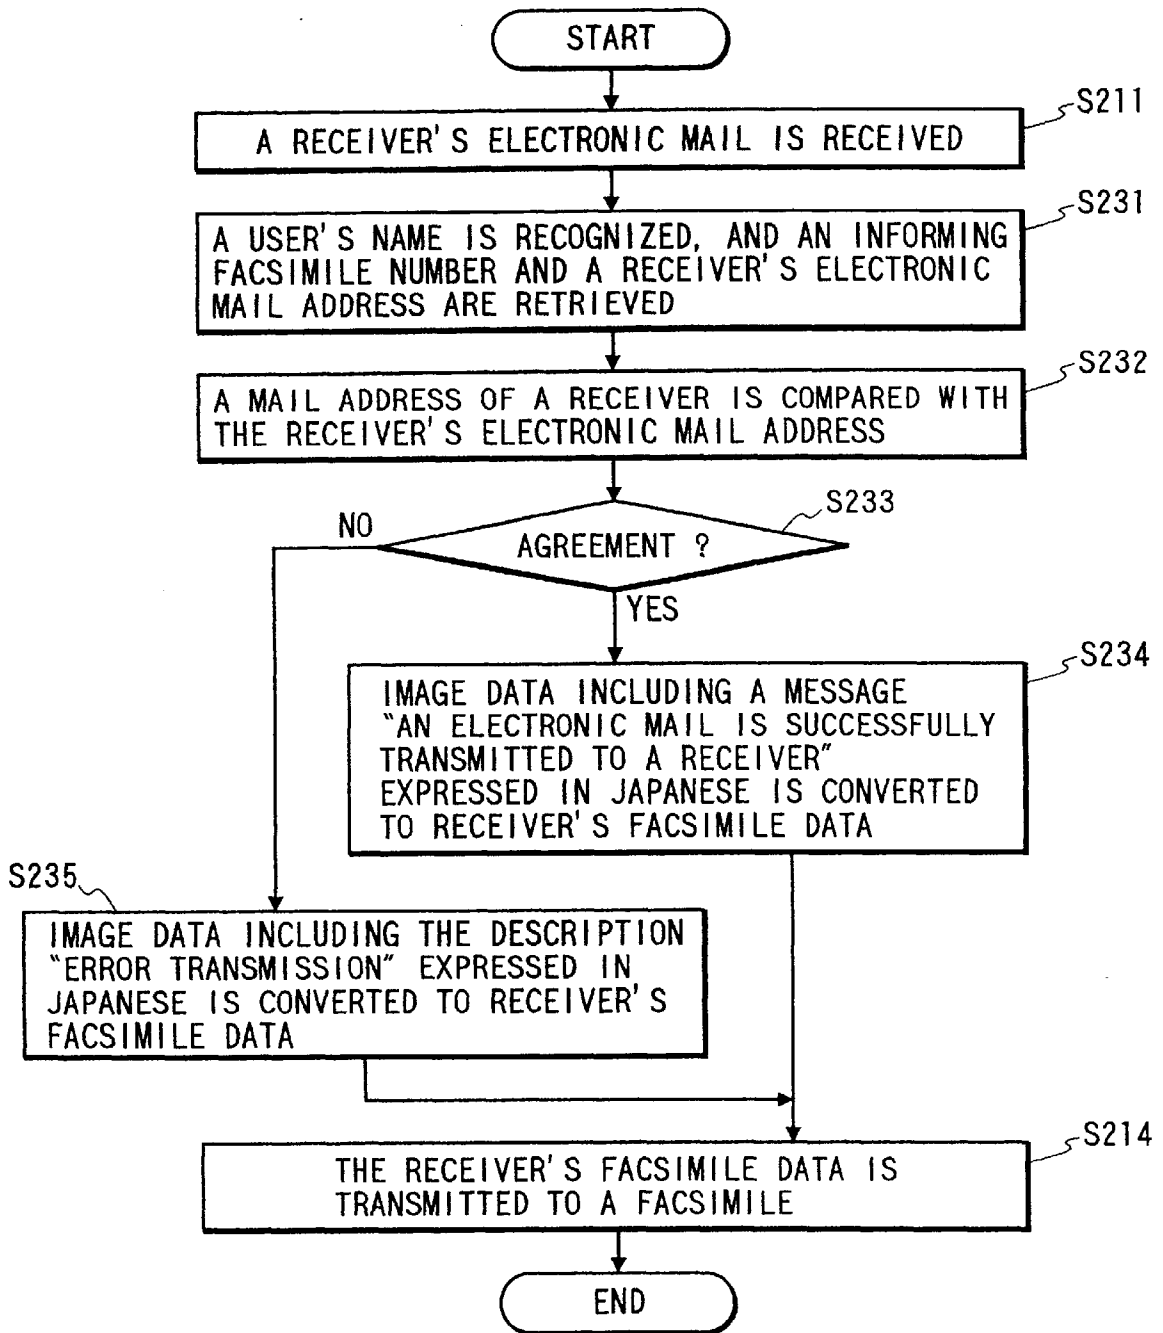 START
S211
A RECEIVER'S ELECTRONIC MAIL IS RECEIVED
S231
A USER'S NAME IS RECOGNIZED, AND AN INFORMING
FACSIMILE NUMBER AND A RECEIVER'S ELECTRONIC
MAIL ADDRESS ARE RETRIEVED
S232
A MAIL ADDRESS OF A RECEIVER IS COMPARED WITH
THE RECEIVER'S ELECTRONIC MAIL ADDRESS
S233
NO
AGREEMENT ?
YES
S234
IMAGE DATA INCLUDING A MESSAGE
"AN ELECTRONIC MAIL IS SUCCESSFULLY
TRANSMITTED TO A RECEIVER"
EXPRESSED IN JAPANESE IS CONVERTED
TO RECEIVER'S FACSIMILE DATA
S235
IMAGE DATA INCLUDING THE DESCRIPTION
"ERROR TRANSMISSION" EXPRESSED IN
JAPANESE IS CONVERTED TO RECEIVER'S
FACSIMILE DATA
S214
THE RECEIVER'S FACSIMILE DATA IS
TRANSMITTED TO A FACSIMILE
END